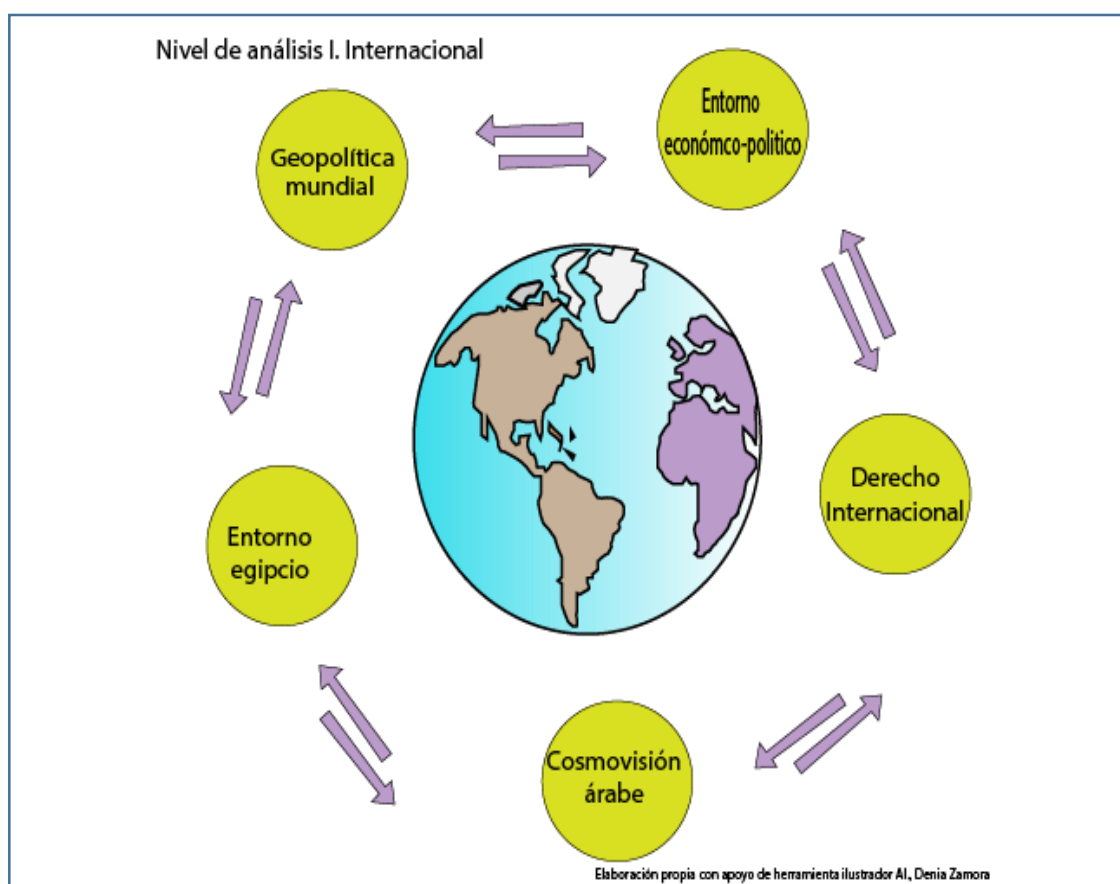 Nivel de análisis I. Internacional
Geopolítica
mundial
Entorno
económco-politico
Derecho
Internacional
Cosmovisión
árabe
Entorno
egipcio
Elaboración propia con apoyo de herramienta ilustrador AI, Denia Zamora